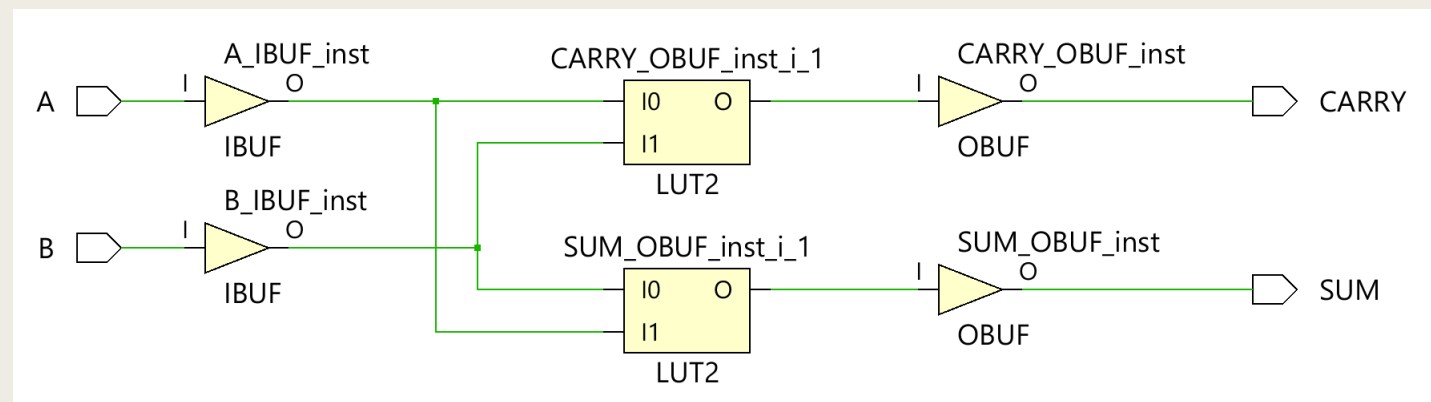 A_IBUF_inst
CARRY_OBUF_inst_i_1
CARRY_OBUF_inst
A
I
O
I0
O
I
O
CARRY
IBUF
I1
OBUF
LUT2
B_IBUF_inst
B
I
O
SUM_OBUF_inst_i_1
SUM_OBUF_inst
IBUF
I0
O
I
O
SUM
I1
OBUF
LUT2